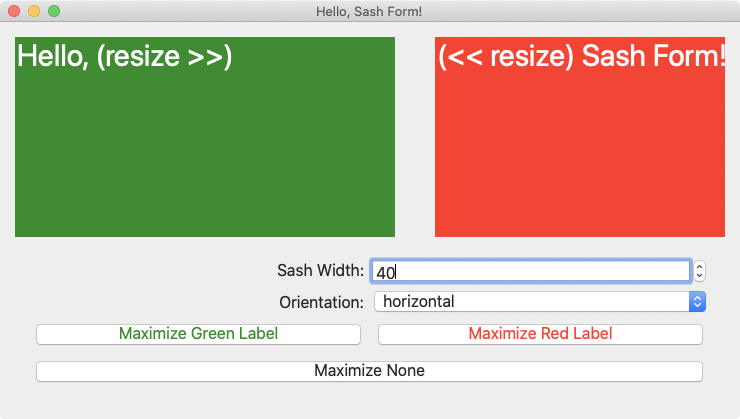 Hello, Sash Form!
Hello, (resize >>)
(<< resize) Sash Form!
Sash Width: 40
Orientation: horizontal
Maximize Green Label
Maximize Red Label
Maximize None